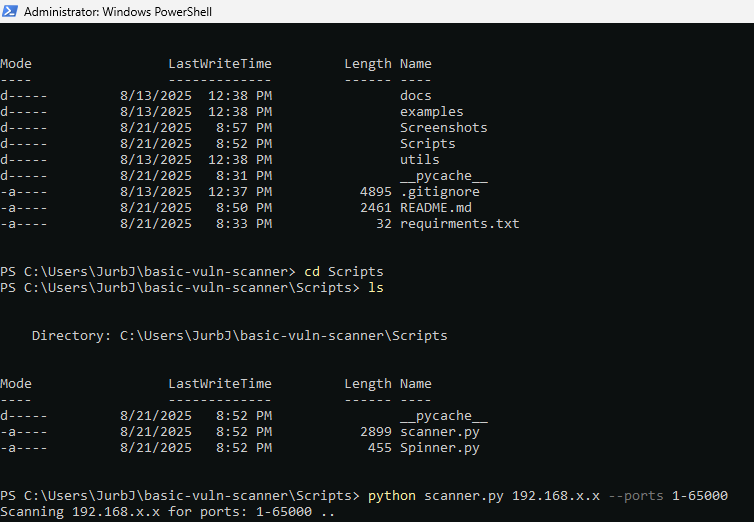 Administrator: Windows PowerShell
Mode                 LastWriteTime         Length Name
----                 -------------         ------ ----
d-----         8/13/2025  12:38 PM                docs
d-----         8/13/2025  12:38 PM                examples
d-----         8/21/2025   8:57 PM                Screenshots
d-----         8/21/2025   8:52 PM                Scripts
d-----         8/13/2025  12:38 PM                utils
d-----         8/21/2025   8:31 PM                __pycache__
-a----         8/13/2025  12:37 PM           4895 .gitignore
-a----         8/21/2025   8:50 PM           2461 README.md
-a----         8/21/2025   8:33 PM             32 requirments.txt
PS C:\Users\JurbJ\basic-vuln-scanner> cd Scripts
PS C:\Users\JurbJ\basic-vuln-scanner\Scripts> ls
    Directory: C:\Users\JurbJ\basic-vuln-scanner\Scripts
Mode                 LastWriteTime         Length Name
----                 -------------         ------ ----
d-----         8/21/2025   8:52 PM                __pycache__
-a----         8/21/2025   8:52 PM           2899 scanner.py
-a----         8/21/2025   8:52 PM            455 Spinner.py
PS C:\Users\JurbJ\basic-vuln-scanner\Scripts> python scanner.py 192.168.x.x --ports 1-65000
Scanning 192.168.x.x for ports: 1-65000 ..